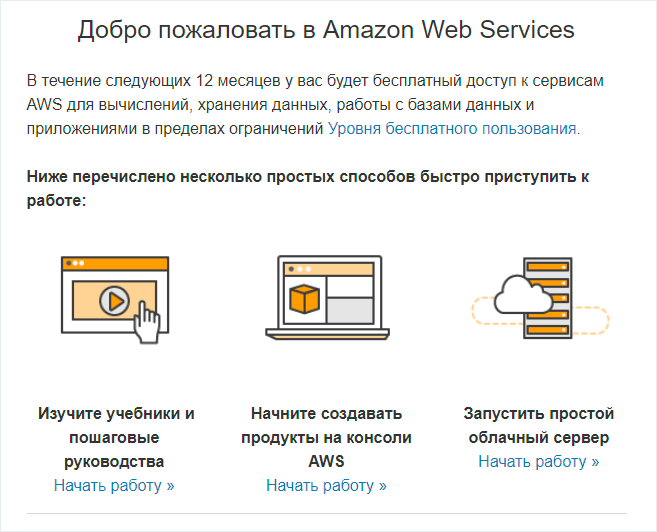 Добро пожаловать в Amazon Web Services
В течение следующих 12 месяцев у вас будет бесплатный доступ к сервисам
AWS для вычислений, хранения данных, работы с базами данных и
приложениями в пределах ограничений Уровня бесплатного пользования.
Ниже перечислено несколько простых способов быстро приступить к
работе:
Изучите учебники и
пошаговые
руководства
Начать работу »
Начните создавать
продукты на консоли
AWS
Начать работу »
Запустить простой
облачный сервер
Начать работу »